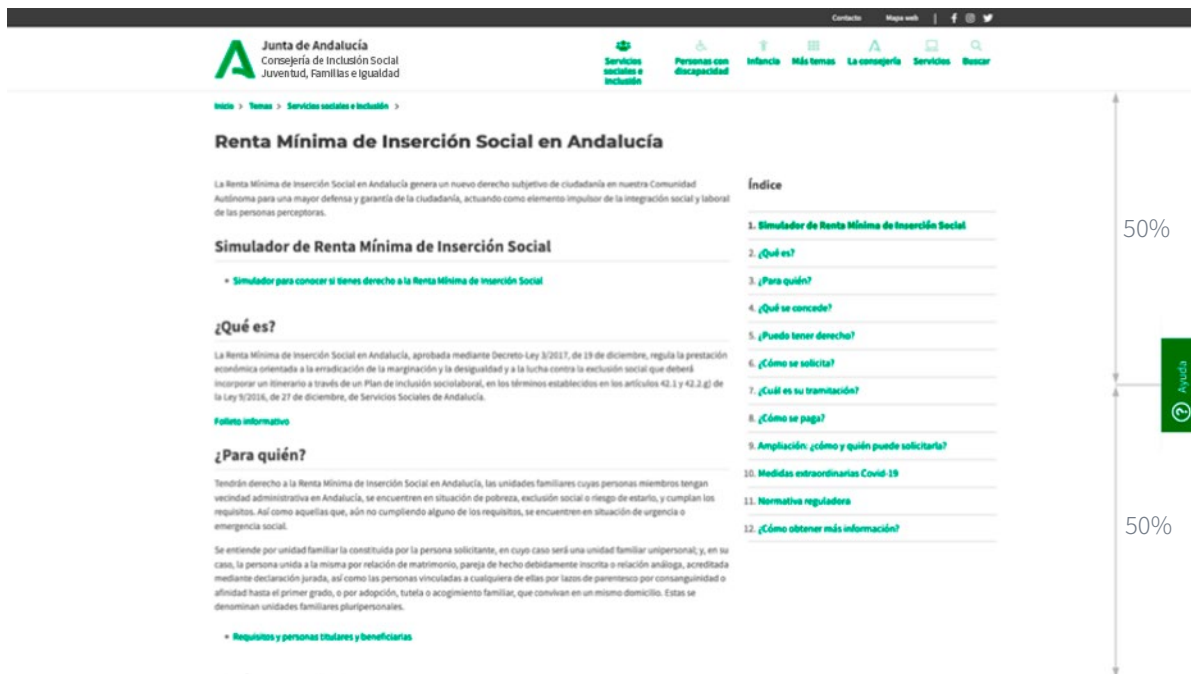 Contacto Mapa web |
Junta de Andalucía
Consejería de Inclusión Social
Juventud, Familias e Igualdad
Servicios
sociales e
inclusión
Personas con
discapacidad
Infancia
Más temas
La consejería
Servicios
Buscar
Inicio > Temas > Servicios sociales e inclusión >
Renta Mínima de Inserción Social en Andalucía
La Renta Mínima de Inserción Social en Andalucía genera un nuevo derecho subjetivo de ciudadanía en nuestra Comunidad
Autónoma para una mayor defensa y garantía de la ciudadanía, actuando como elemento impulsor de la integración social y laboral
de las personas perceptoras.
Simulador de Renta Mínima de Inserción Social
• Simulador para conocer si tienes derecho a la Renta Mínima de Inserción Social
¿Qué es?
La Renta Mínima de Inserción Social en Andalucía, aprobada mediante Decreto-Ley 3/2017, de 19 de diciembre, regula la prestación
económica orientada a la erradicación de la marginación y la desigualdad y a la lucha contra la exclusión social que deberá
incorporar un itinerario a través de un Plan de inclusión sociolaboral, en los términos establecidos en los artículos 42.1 y 42.2.g) de
la Ley 9/2016, de 27 de diciembre, de Servicios Sociales de Andalucía.
Folleto informativo
¿Para quién?
Tendrán derecho a la Renta Mínima de Inserción Social en Andalucía, las unidades familiares cuyas personas miembros tengan
vecindad administrativa en Andalucía, se encuentren en situación de pobreza, exclusión social o riesgo de estarlo, y cumplan los
requisitos. Así como aquellas que, aún no cumpliendo alguno de los requisitos, se encuentren en situación de urgencia o
emergencia social.
Se entiende por unidad familiar la constituida por la persona solicitante, en cuyo caso será una unidad familiar unipersonal; y, en su
caso, la persona unida a la misma por relación de matrimonio, pareja de hecho debidamente inscrita o relación análoga, acreditada
mediante declaración jurada, así como las personas vinculadas a cualquiera de ellas por lazos de parentesco por consanguinidad o
afinidad hasta el primer grado, o por adopción, tutela o acogimiento familiar, que convivan en un mismo domicilio. Estas se
denominan unidades familiares pluripersonales.
• Requisitos y personas titulares y beneficiarias
Índice
1. Simulador de Renta Mínima de Inserción Social
2. ¿Qué es?
3. ¿Para quién?
4. ¿Qué se concede?
5. ¿Puedo tener derecho?
6. ¿Cómo se solicita?
7. ¿Cuál es su tramitación?
8. ¿Cómo se paga?
9. Ampliación: ¿cómo y quién puede solicitarla?
10. Medidas extraordinarias Covid-19
11. Normativa reguladora
12. ¿Cómo obtener más información?
50%
Ayuda
50%